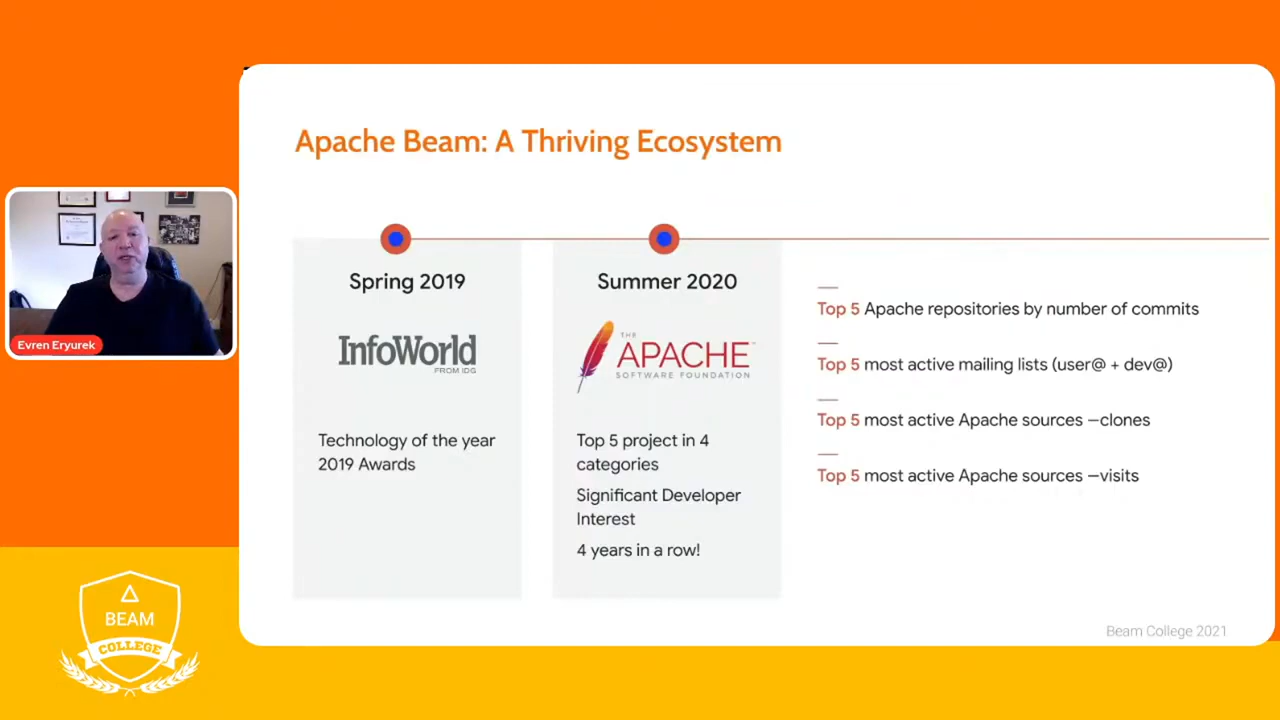 Apache Beam: A Thriving Ecosystem
Evren Eryurek
Spring 2019
InfoWorld
FROM IDG
Technology of the year
2019 Awards
Summer 2020
THE
APACHE
SOFTWARE FOUNDATION
Top 5 project in 4
categories
Significant Developer
Interest
4 years in a row!
Top 5 Apache repositories by number of commits
Top 5 most active mailing lists (user@ + dev@)
Top 5 most active Apache sources —clones
Top 5 most active Apache sources —visits
BEAM
COLLEGE
Beam College 2021